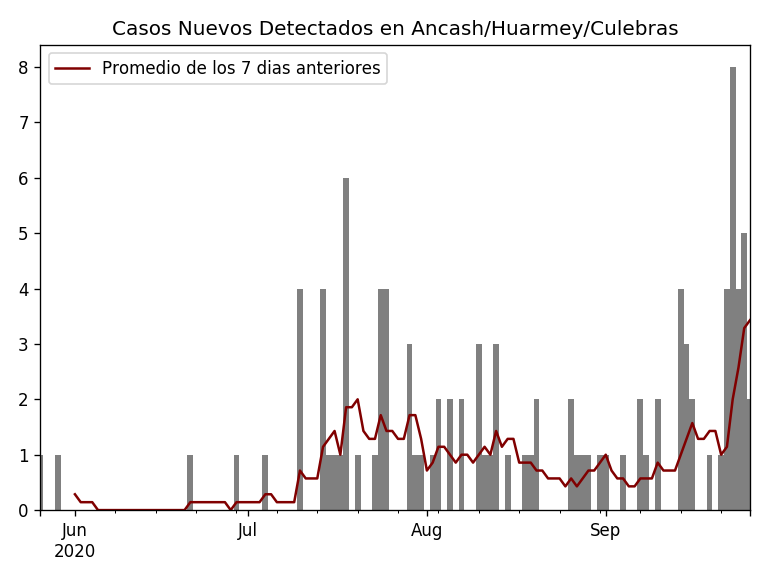 Casos Nuevos Detectados en Ancash/Huarmey/Culebras
Promedio de los 7 dias anteriores
8
7
6
5
4
3
2
1
0
Jun
2020
Jul
Aug
Sep